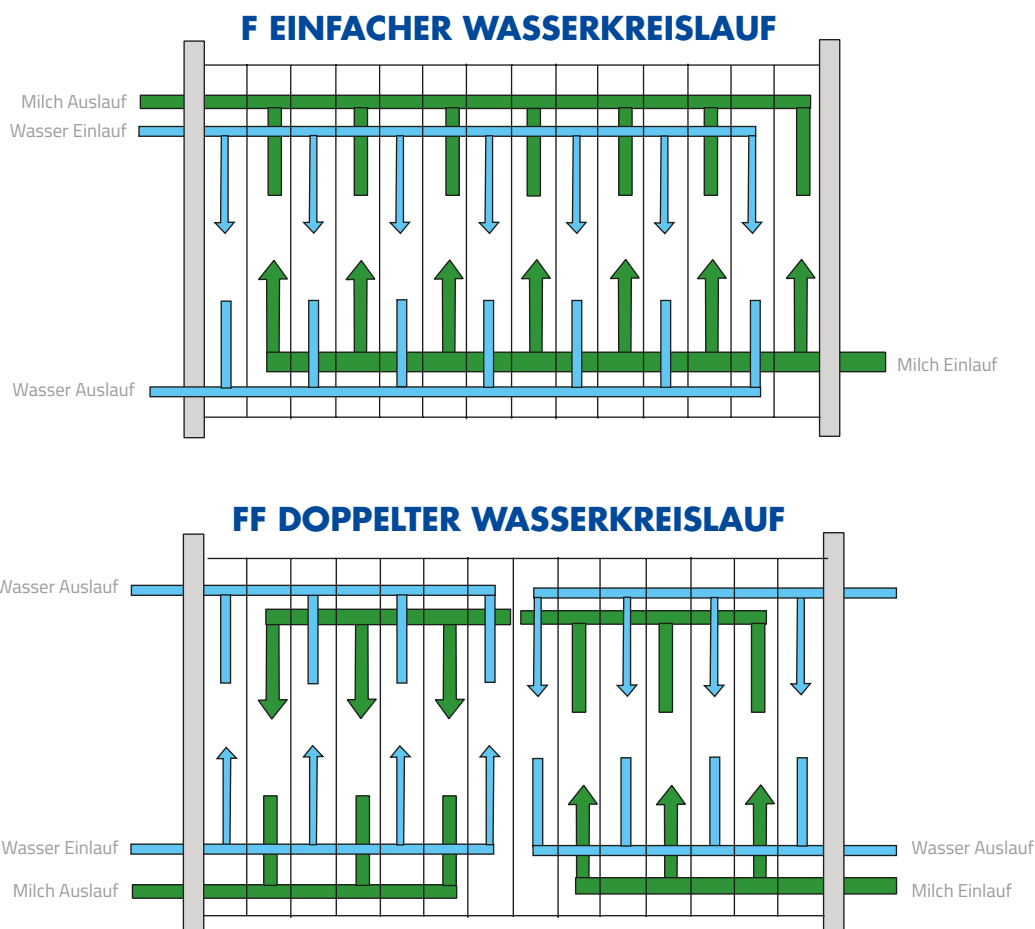 F EINFACHER WASSERKREISLAUF
Milch Auslauf
Wasser Einlauf
Milch Einlauf
Wasser Auslauf
FF DOPPELTER WASSERKREISLAUF
Wasser Auslauf
Wasser Einlauf
Wasser Auslauf
Milch Auslauf
Milch Einlauf